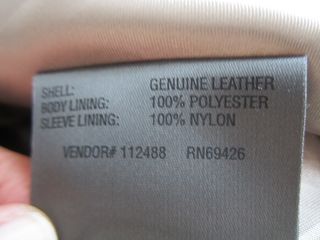 SHELL: GENUINE LEATHER
BODY LINING: 100% POLYESTER
SLEEVE LINING: 100% NYLON
VENDOR# 112488 RN69426